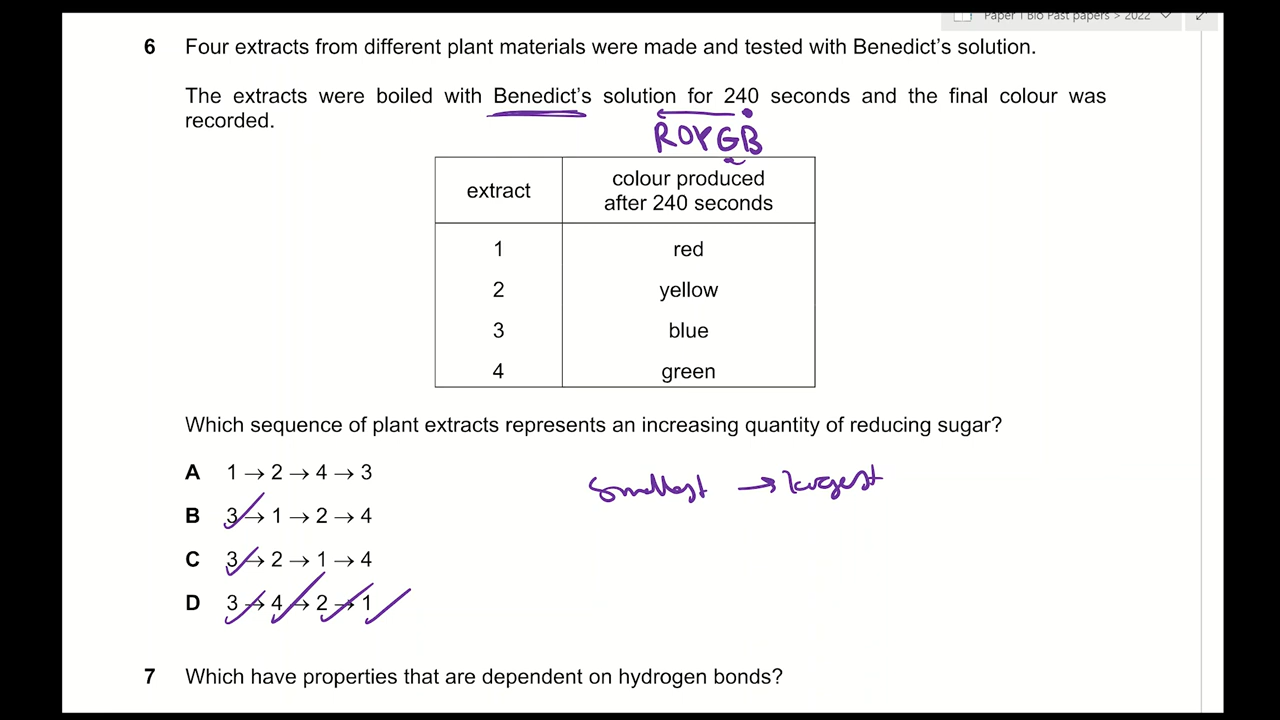 Paper 1 Bio Past papers > 2022
6 Four extracts from different plant materials were made and tested with Benedict's solution.
The extracts were boiled with Benedict's solution for 240 seconds and the final colour was
recorded.
ROYGB
extract colour produced after 240 seconds
1 red
2 yellow
3 blue
4 green
Which sequence of plant extracts represents an increasing quantity of reducing sugar?
A 1 → 2 → 4 → 3
smallest → largest
B 3 → 1 → 2 → 4
C 3 → 2 → 1 → 4
D 3 → 4 → 2 → 1
7 Which have properties that are dependent on hydrogen bonds?